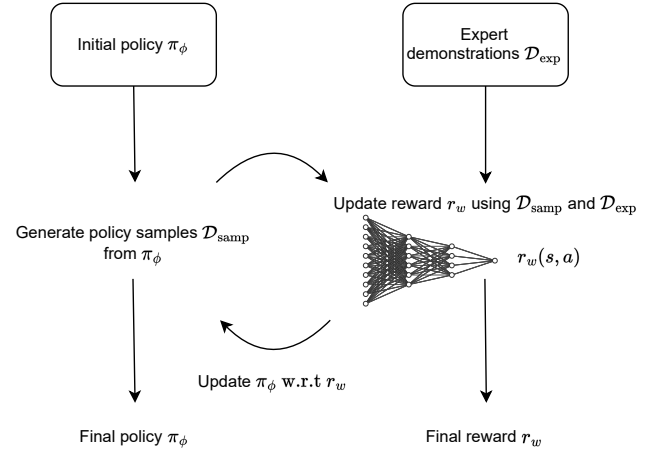 Initial policy $\pi_\phi$
Expert
demonstrations $\mathcal{D}_{\text{exp}}$
Update reward $r_w$ using $\mathcal{D}_{\text{samp}}$ and $\mathcal{D}_{\text{exp}}$
Generate policy samples $\mathcal{D}_{\text{samp}}$
from $\pi_\phi$
$r_w(s, a)$
Update $\pi_\phi$ w.r.t $r_w$
Final policy $\pi_\phi$
Final reward $r_w$